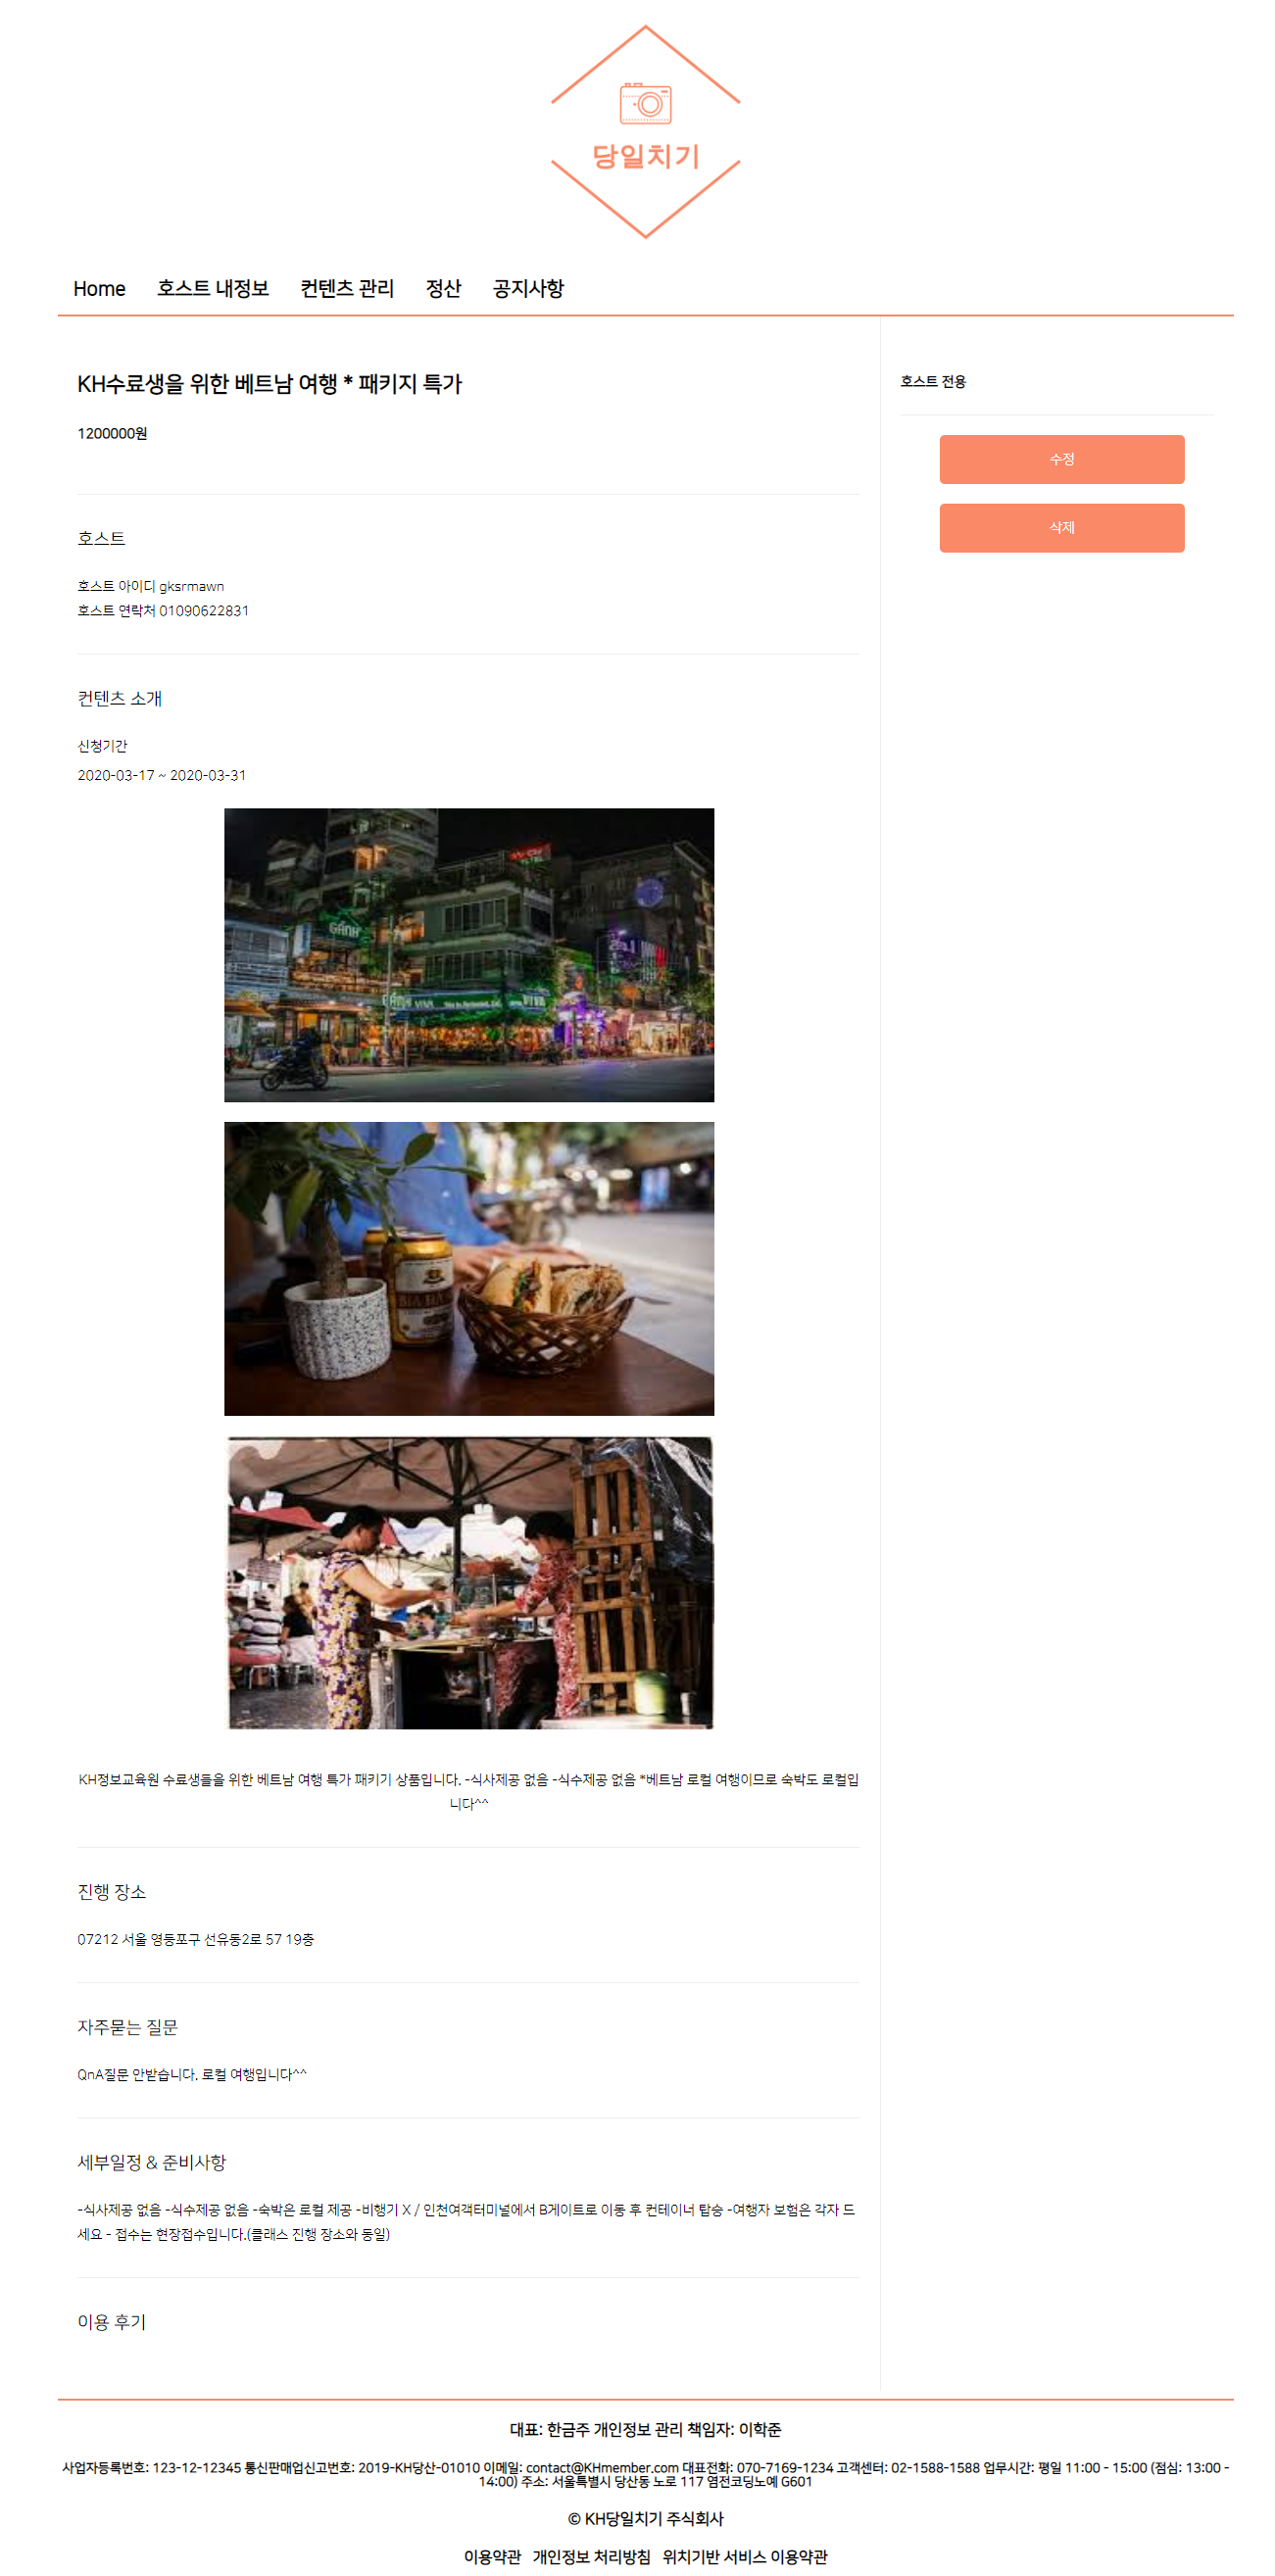 당일치기
Home 호스트 내정보 컨텐츠 관리 정산 공지사항
KH수료생을 위한 베트남 여행 * 패키지 특가
1200000원
호스트 전용
수정
삭제
호스트
호스트 아이디 gksrmawn
호스트 연락처 01090622831
컨텐츠 소개
신청기간
2020-03-17 ~ 2020-03-31
GÁNH
VIVA
KH정보교육원 수료생들을 위한 베트남 여행 특가 패키기 상품입니다. -식사제공 없음 -식수제공 없음 *베트남 로컬 여행이므로 숙박도 로컬입
니다^^
진행 장소
07212 서울 영등포구 선유동2로 57 19층
자주묻는 질문
QnA질문 안받습니다. 로컬 여행입니다^^
세부일정 & 준비사항
-식사제공 없음 -식수제공 없음 -숙박은 로컬 제공 -비행기 X / 인천여객터미널에서 B게이트로 이동 후 컨테이너 탑승 -여행자 보험은 각자 드
세요 - 접수는 현장접수입니다.(클래스 진행 장소와 동일)
이용 후기
대표: 한금주 개인정보 관리 책임자: 이학준
사업자등록번호: 123-12-12345 통신판매업신고번호: 2019-KH당산-01010 이메일: contact@KHmember.com 대표전화: 070-7169-1234 고객센터: 02-1588-1588 업무시간: 평일 11:00 - 15:00 (점심: 13:00 -
14:00) 주소: 서울특별시 당산동 노로 117 염전코딩노예 G601
© KH당일치기 주식회사
이용약관 개인정보 처리방침 위치기반 서비스 이용약관